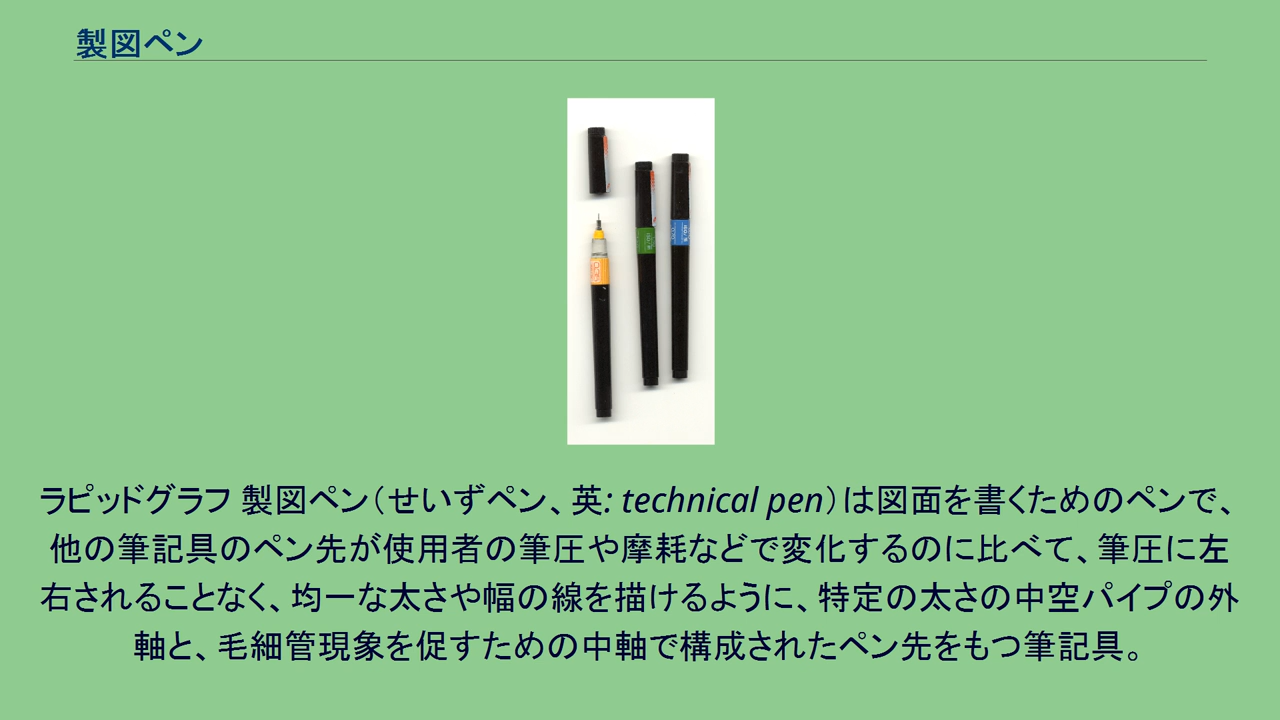 製図ペン
ラピッドグラフ 製図ペン（せいずペン、英: technical pen）は図面を書くためのペンで、
他の筆記具のペン先が使用者の筆圧や摩耗などで変化するのに比べて、筆圧に左
右されることなく、均一な太さや幅の線を描けるように、特定の太さの中空パイプの外
軸と、毛細管現象を促すための中軸で構成されたペン先をもつ筆記具。